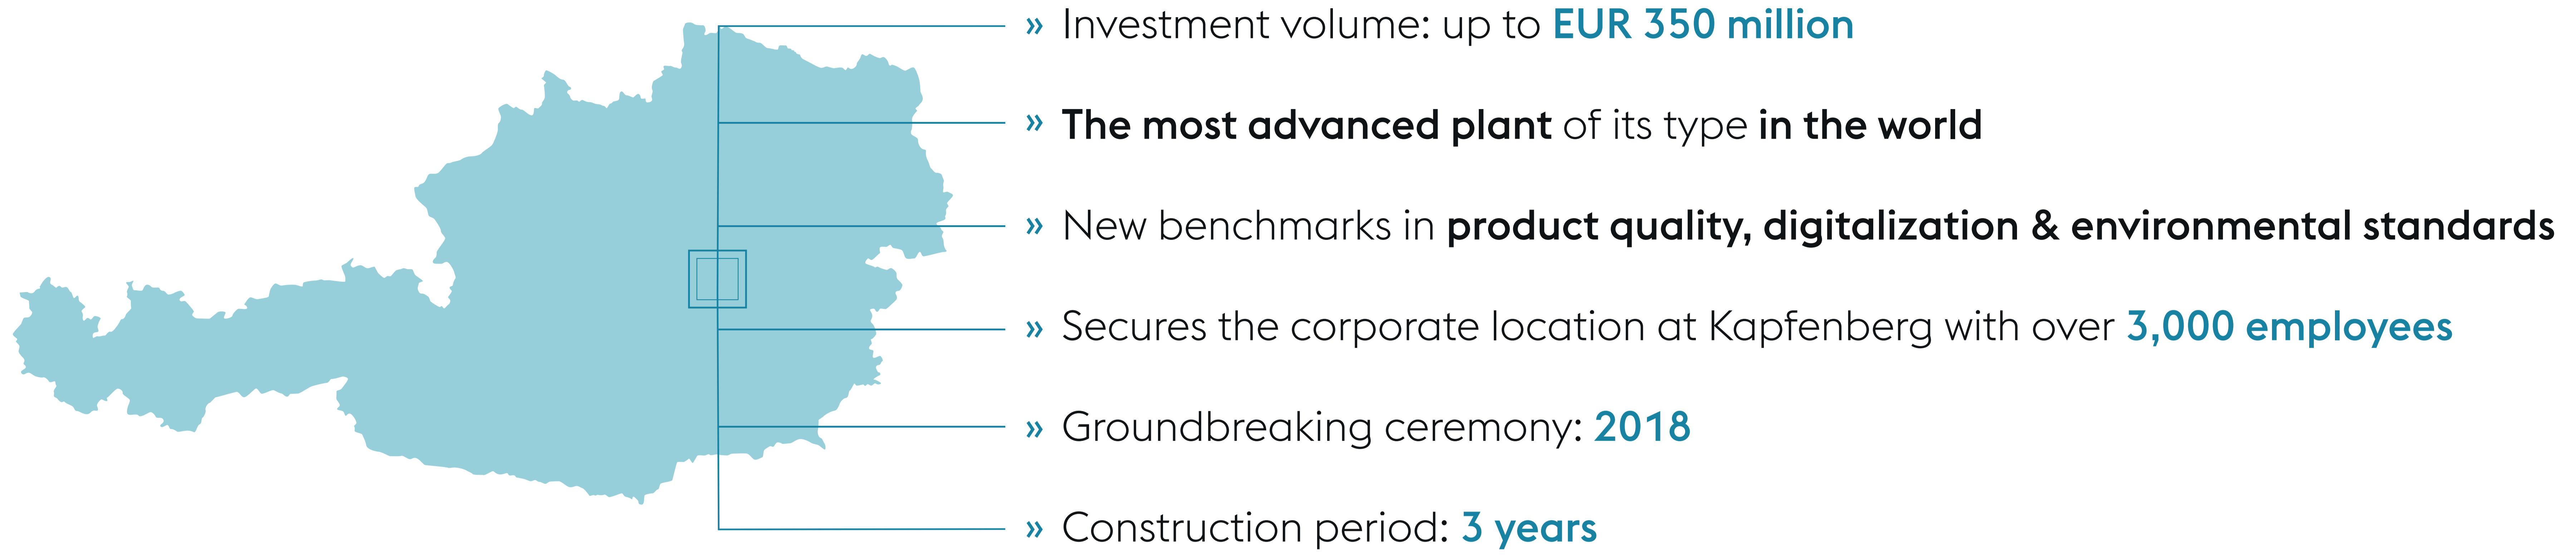 » Investment volume: up to EUR 350 million
» The most advanced plant of its type in the world
» New benchmarks in product quality, digitalization & environmental standards
» Secures the corporate location at Kapfenberg with over 3,000 employees
» Groundbreaking ceremony: 2018
» Construction period: 3 years